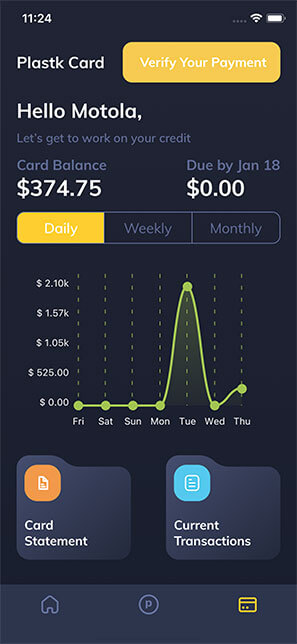 11:24
Plastk Card
Verify Your Payment
Hello Motola,
Let's get to work on your credit
Card Balance
Due by Jan 18
$374.75
$0.00
Daily Weekly Monthly
$ 2.10k
$ 1.57k
$ 1.05k
$ 525.00
$ 0.00
Fri Sat Sun Mon Tue Wed Thu
Card
Statement
Current
Transactions
P